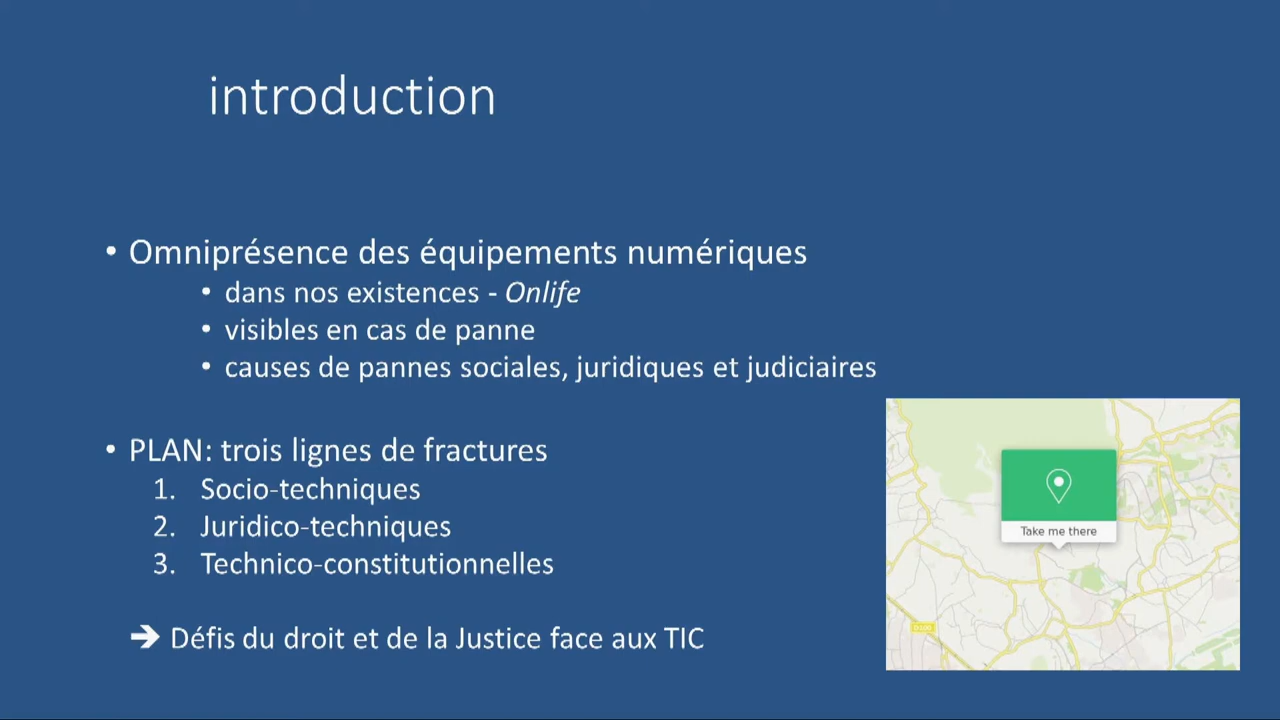 introduction
• Omniprésence des équipements numériques
• dans nos existences - Onlife
• visibles en cas de panne
• causes de pannes sociales, juridiques et judiciaires
• PLAN: trois lignes de fractures
1. Socio-techniques
2. Juridico-techniques
3. Technico-constitutionnelles
➔ Défis du droit et de la Justice face aux TIC
Take me there